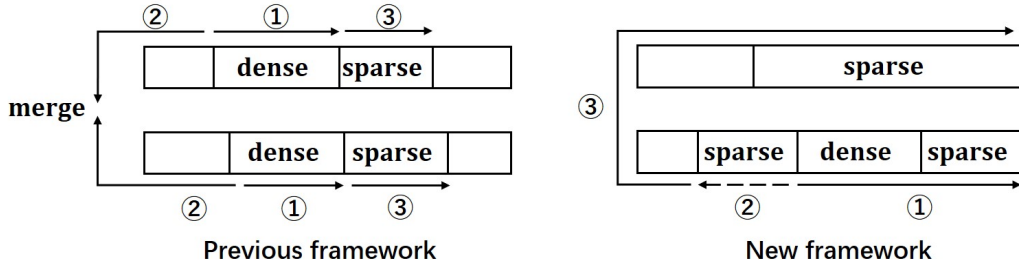 ② ① ③
dense sparse
merge
dense sparse
② ① ③
Previous framework
sparse
③
sparse dense sparse
② ①
New framework